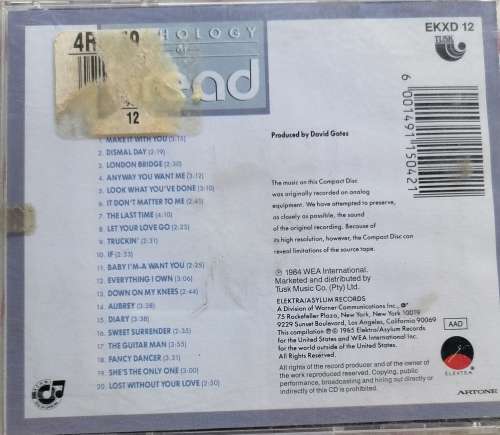 EKXD 12
TUSK
HOLOGY
of
read
4R
12
6 001491 150421
Produced by David Gates
1. MAKE IT WITH YOU (3:15)
2. DISMAL DAY (2:19)
3. LONDON BRIDGE (2:30)
4. ANYWAY YOU WANT ME (3:12)
5. LOOK WHAT YOU'VE DONE (3:10)
6. IT DON'T MATTER TO ME (2:45)
7. THE LAST TIME (4:10)
8. LET YOUR LOVE GO (2:25)
9. TRUCKIN' (2:31)
10. IF (2:33)
11. BABY I'M-A WANT YOU (2:25)
12. EVERYTHING I OWN (3:06)
13. DOWN ON MY KNEES (2:44)
14. AUBREY (3:38)
15. DIARY (3:09)
16. SWEET SURRENDER (2:30)
17. THE GUITAR MAN (3:55)
18. FANCY DANCER (3:31)
19. SHE'S THE ONLY ONE (3:00)
20. LOST WITHOUT YOUR LOVE (2:50)
The music on this Compact Disc
was originally recorded on analog
equipment. We have attempted to preserve,
as closely as possible, the sound
of the original recording. Because of
its high resolution, however, the Compact Disc can
reveal limitations of the source tape.
℗ 1984 WEA International.
Marketed and distributed by
Tusk Music Co. (Pty) Ltd.
ELEKTRA/ASYLUM RECORDS
A Division of Warner Communications Inc.,
75 Rockefeller Plaza, New York, New York 10019
9229 Sunset Boulevard, Los Angeles, California 90069
This compilation ℗© 1985 Elektra/Asylum Records
for the United States and WEA International Inc.
for the world outside of the United States.
All rights of the record producer and of the owner of
the work reproduced reserved. Copying, public
performance, broadcasting and hiring out directly or
indirectly of this CD is prohibited.
AAD
ELEKTRA
ARTONE